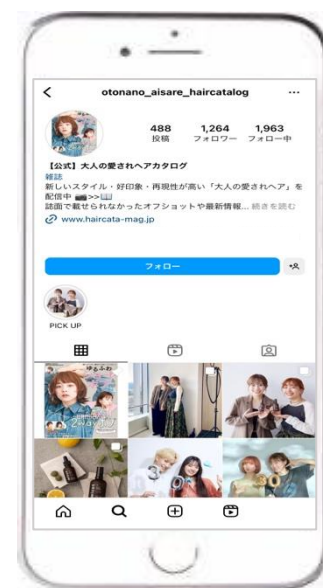 otonano_aisare_haircatalog
488 1,264 1,963
投稿 フォロワー フォロー中
【公式】大人の愛されヘアカタログ
雑誌
新しいスタイル・好印象・再現性が高い「大人の愛されヘア」を
配信中 📷>>📖
誌面で載せられなかったオフショットや最新情報... 続きを読む
www.haircata-mag.jp
フォロー
PICK UP
ゆるふわ